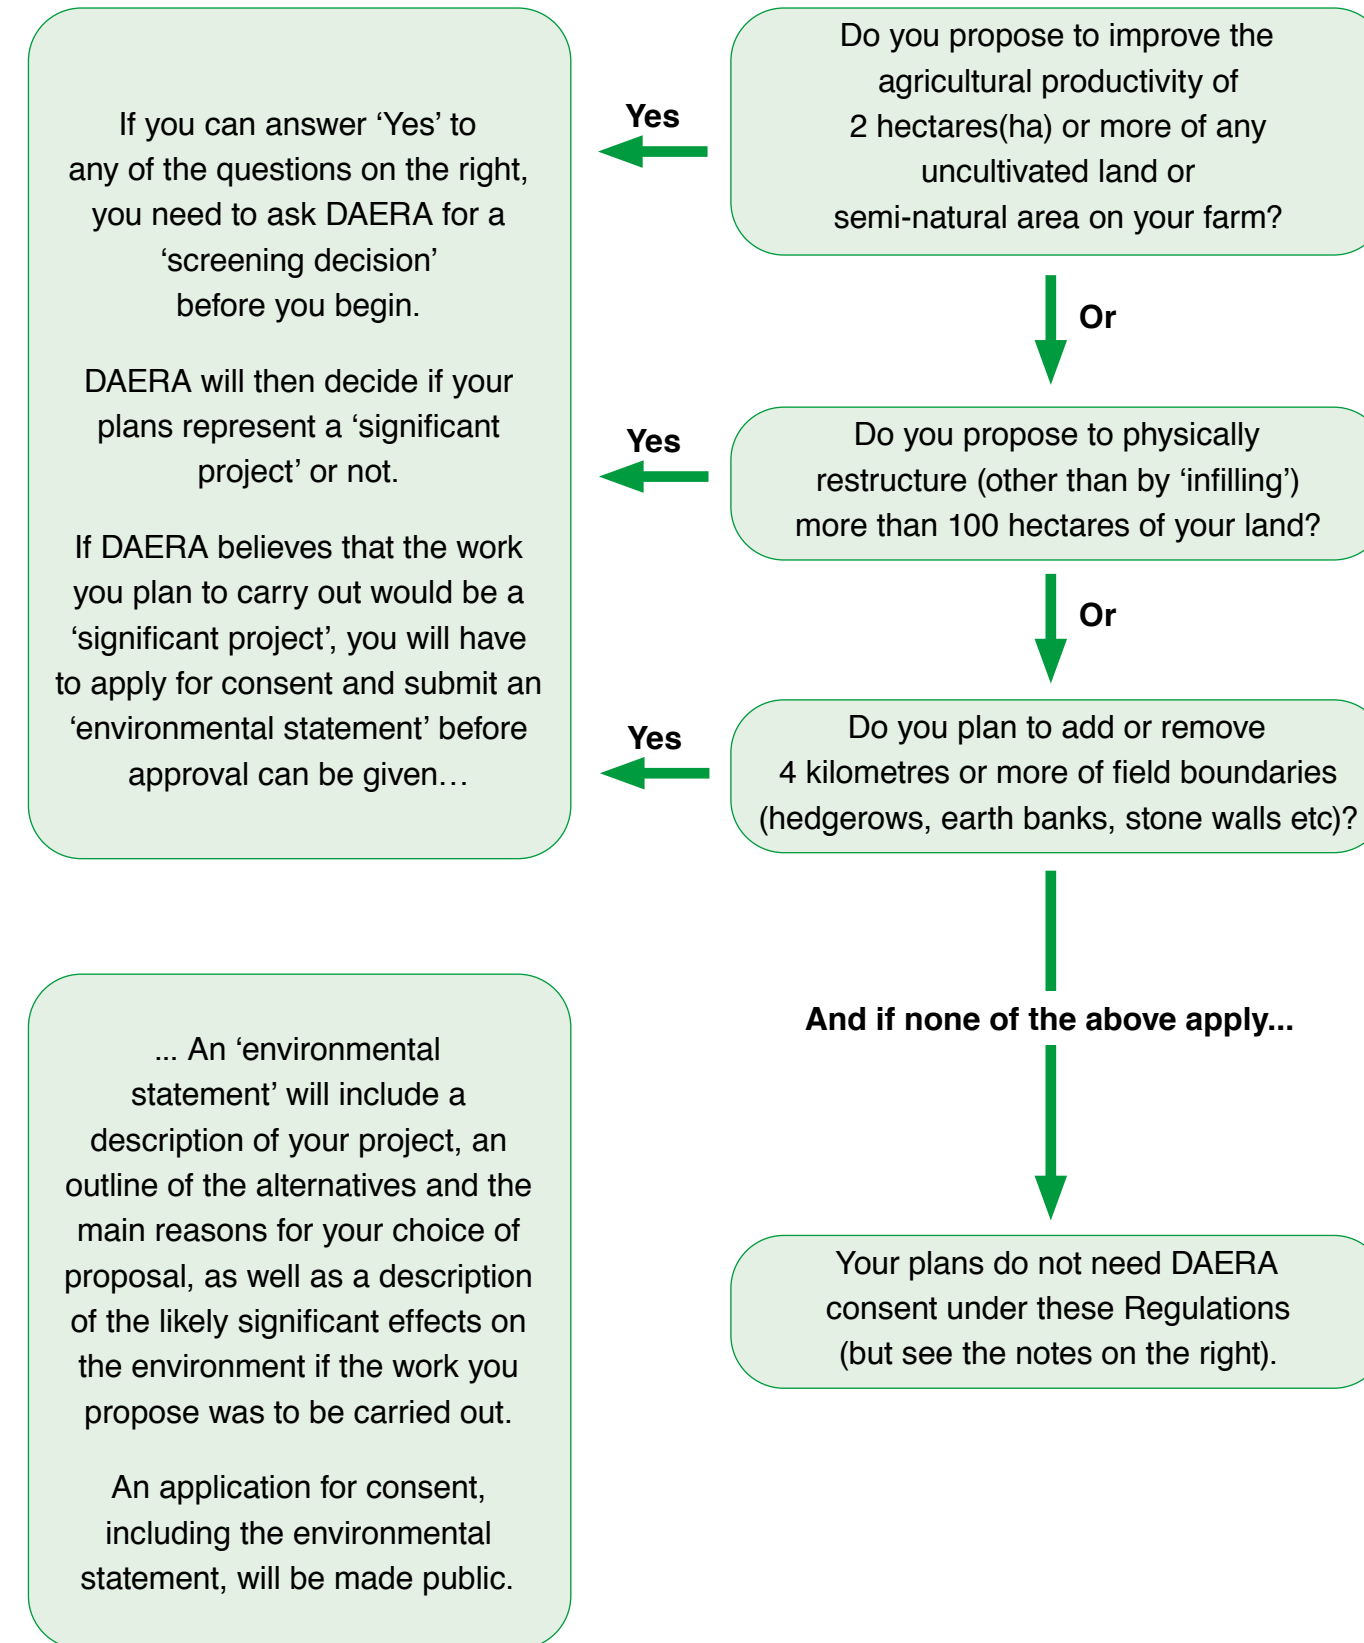 If you can answer ‘Yes’ to
any of the questions on the right,
you need to ask DAERA for a
‘screening decision’
before you begin.
DAERA will then decide if your
plans represent a ‘significant
project’ or not.
If DAERA believes that the work
you plan to carry out would be a
‘significant project’, you will have
to apply for consent and submit an
‘environmental statement’ before
approval can be given…
Do you propose to improve the
agricultural productivity of
2 hectares(ha) or more of any
uncultivated land or
semi-natural area on your farm?
Yes
Or
Do you propose to physically
restructure (other than by ‘infilling’)
more than 100 hectares of your land?
Yes
Or
Do you plan to add or remove
4 kilometres or more of field boundaries
(hedgerows, earth banks, stone walls etc)?
Yes
And if none of the above apply...
Your plans do not need DAERA
consent under these Regulations
(but see the notes on the right).
... An ‘environmental
statement’ will include a
description of your project, an
outline of the alternatives and the
main reasons for your choice of
proposal, as well as a description
of the likely significant effects on
the environment if the work you
propose was to be carried out.
An application for consent,
including the environmental
statement, will be made public.